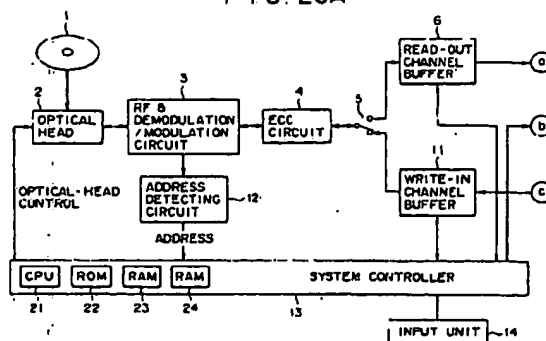 FIG. 20A
1
2
OPTICAL
HEAD
3
RF &
DEMODULATION
/MODULATION
CIRCUIT
4
ECC
CIRCUIT
5
6
READ-OUT
CHANNEL
BUFFER
a
b
11
WRITE-IN
CHANNEL
BUFFER
c
OPTICAL-HEAD
CONTROL
ADDRESS
DETECTING
CIRCUIT
12
ADDRESS
CPU
ROM
RAM
RAM
SYSTEM CONTROLLER
21
22
23
24
13
INPUT UNIT
14